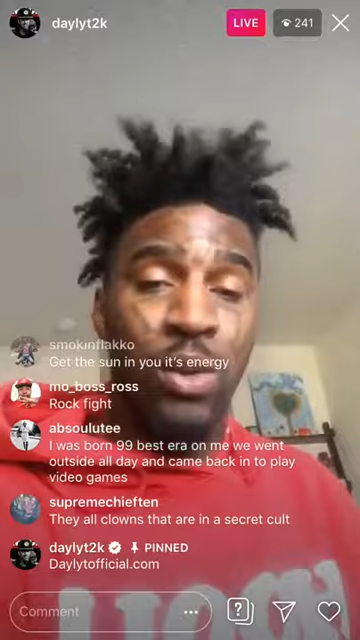 daylyt2k
LIVE
241
smokinflakko
Get the sun in you it's energy
mo_boss_ross
Rock fight
absoulutee
I was born 99 best era on me we went
outside all day and came back in to play
video games
supremechieften
They all clowns that are in a secret cult
daylyt2k PINNED
Daylytofficial.com
Comment